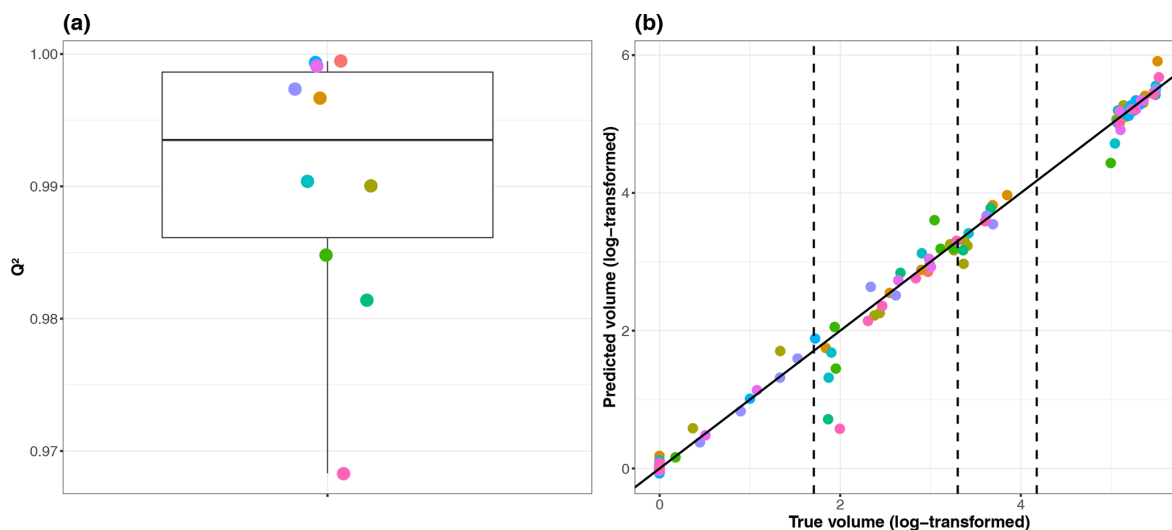 (a)
1.00
0.99
0.98
0.97
Q²
(b)
6
4
2
0
Predicted volume (log−transformed)
0
2
4
True volume (log−transformed)